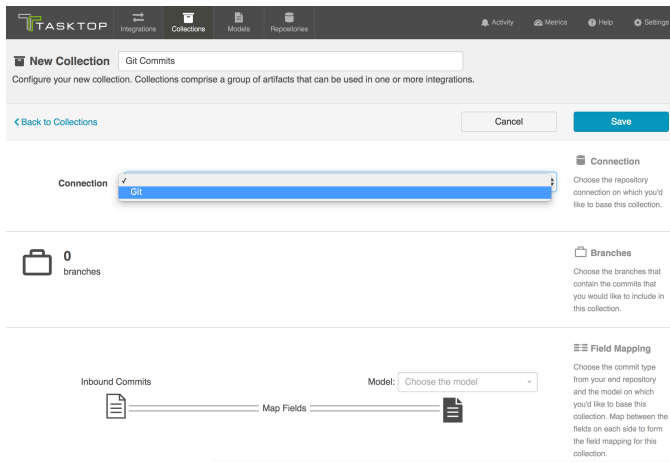 TASKTOP
Integrations
Collections
Models
Repositories
Activity
Metrics
Help
Settings
New Collection
Git Commits
Configure your new collection. Collections comprise a group of artifacts that can be used in one or more integrations.
Back to Collections
Cancel
Save
Connection
Git
Connection
Choose the repository
connection on which you'd
like to base this collection.
0
branches
Branches
Choose the branches that
contain the commits that
you would like to include in
this collection.
Inbound Commits
Model:
Choose the model
Map Fields
Field Mapping
Choose the commit type
from your end repository
and the model on which
you'd like to base this
collection. Map between the
fields on each side to form
the field mapping for this
collection.